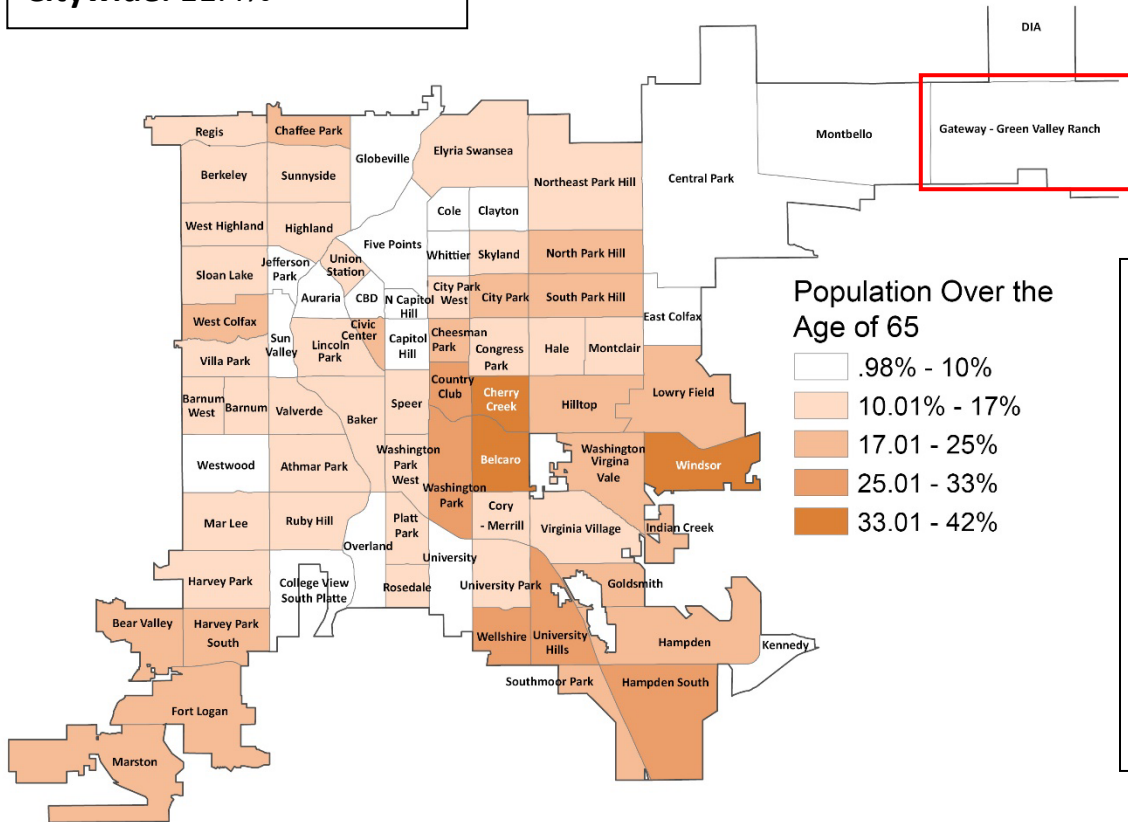 Citywide: 11.4%
DIA
Montbello
Gateway - Green Valley Ranch
Regis
Chaffee Park
Globeville
Elyria Swansea
Berkeley
Sunnyside
Northeast Park Hill
Central Park
Cole
Clayton
West Highland
Highland
Five Points
Whittier
Skyland
North Park Hill
Sloan Lake
Jefferson
Park
Union
Station
Auraria
CBD
N Capitol
Hill
City Park
West
City Park
South Park Hill
East Colfax
West Colfax
Sun
Valley
Civic
Center
Lincoln
Park
Capitol
Hill
Cheesman
Park
Congress
Park
Hale
Montclair
Villa Park
Barnum
West
Barnum
Valverde
Baker
Speer
Country
Club
Cherry
Creek
Hilltop
Lowry Field
Westwood
Athmar Park
Washington
Park
West
Washington
Park
Belcaro
Washington
Virgina
Vale
Windsor
Mar Lee
Ruby Hill
Overland
Platt
Park
Cory
- Merrill
Virginia Village
Indian Creek
Harvey Park
College View
South Platte
Rosedale
University
University Park
Goldsmith
Bear Valley
Harvey Park
South
Wellshire
University
Hills
Hampden
Kennedy
Southmoor Park
Hampden South
Fort Logan
Marston
Population Over the
Age of 65
.98% - 10%
10.01% - 17%
17.01 - 25%
25.01 - 33%
33.01 - 42%